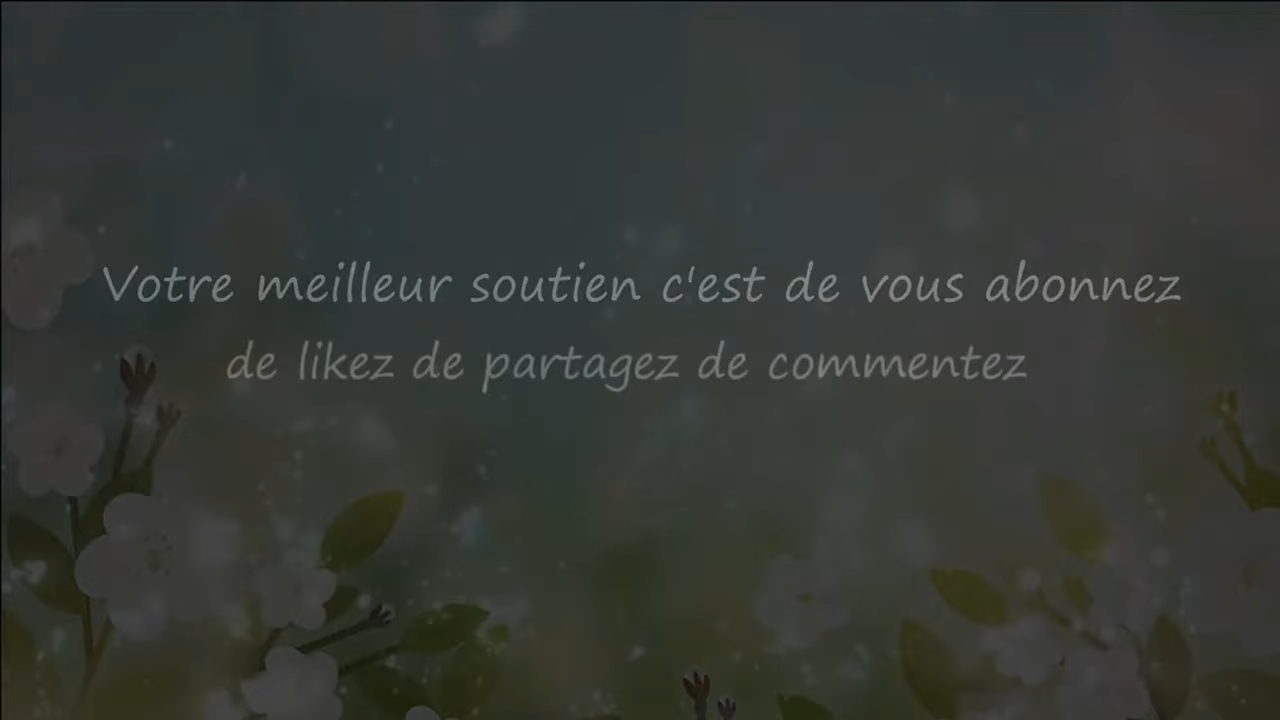 Votre meilleur soutien c'est de vous abonnez
de likez de partagez de commentez